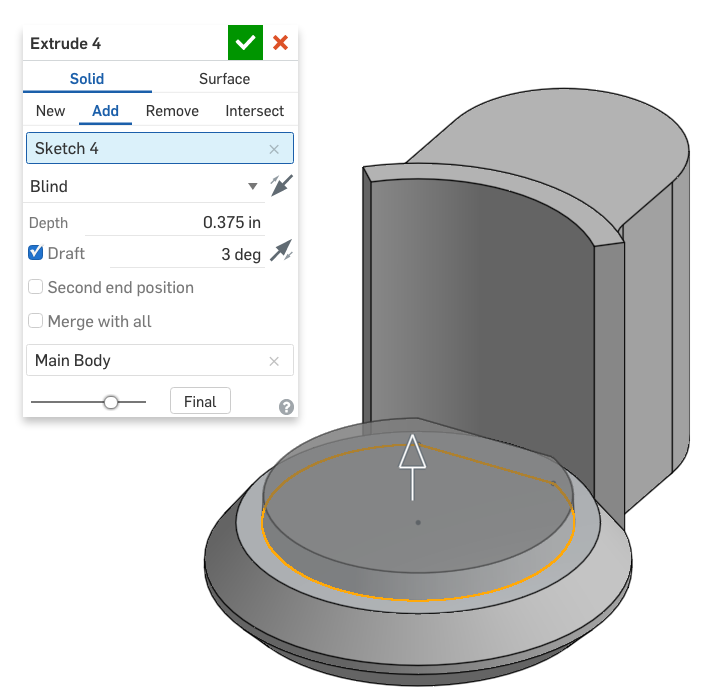 Extrude 4
Solid Surface
New Add Remove Intersect
Sketch 4
Blind
Depth 0.375 in
Draft 3 deg
Second end position
Merge with all
Main Body
Final ?